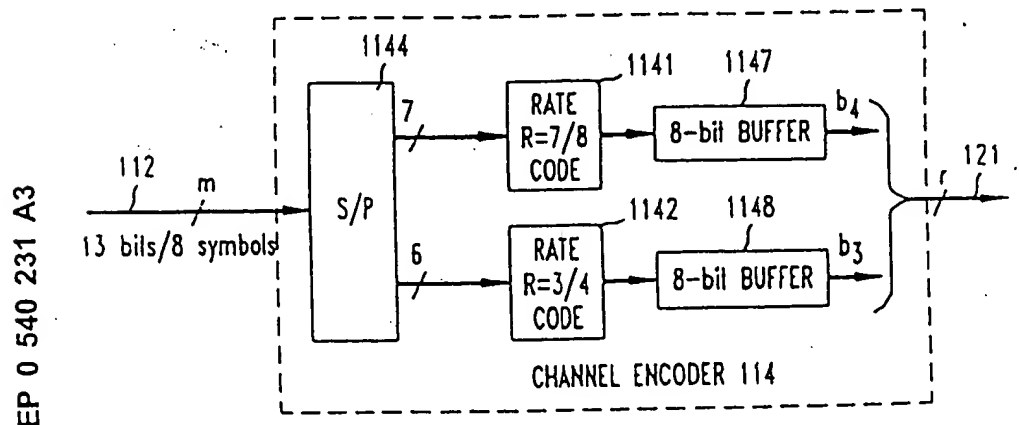 EP 0 540 231 A3
112
m
13 bils/8 symbols
1144
S/P
7
6
1141
RATE
R=7/8
CODE
1147
8-bit BUFFER
b4
1142
RATE
R=3/4
CODE
1148
8-bit BUFFER
b3
r
121
CHANNEL ENCODER 114